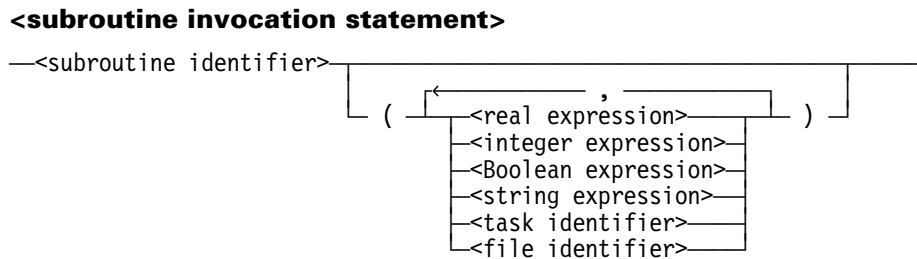 <subroutine invocation statement>
<subroutine identifier>
,
( <real expression> )
<integer expression>
<Boolean expression>
<string expression>
<task identifier>
<file identifier>